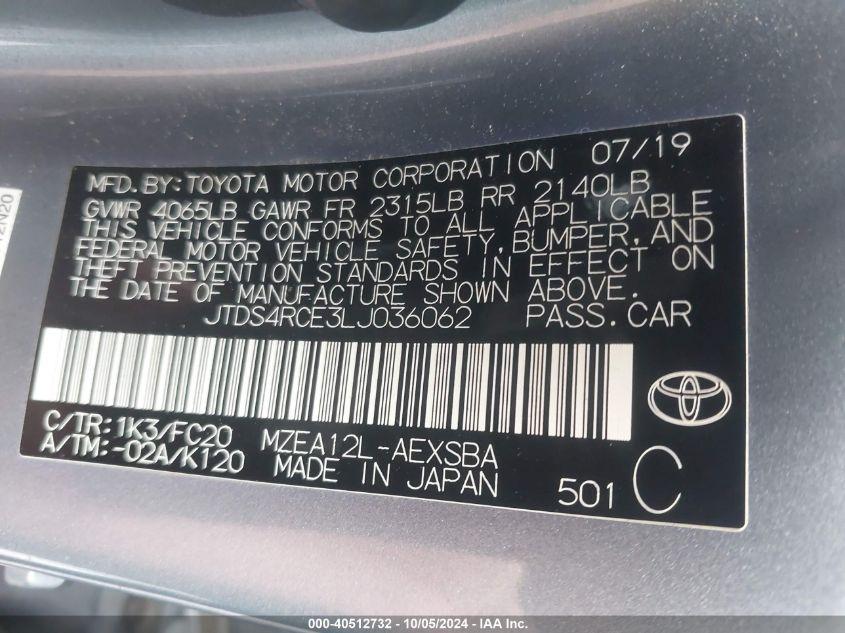 MFD. BY: TOYOTA MOTOR CORPORATION 07/19
GVWR 4065LB GAWR FR 2315LB RR 2140LB
THIS VEHICLE CONFORMS TO ALL APPLICABLE
FEDERAL MOTOR VEHICLE SAFETY, BUMPER, AND
THEFT PREVENTION STANDARDS IN EFFECT ON
THE DATE OF MANUFACTURE SHOWN ABOVE.
JTDS4RCE3LJ036062 PASS. CAR
C/TR: 1K3/FC20 MZEA12L-AEXSBA
A/TM: -02A/K120 MADE IN JAPAN
501 C
000-40512732 - 10/05/2024 - IAA Inc.